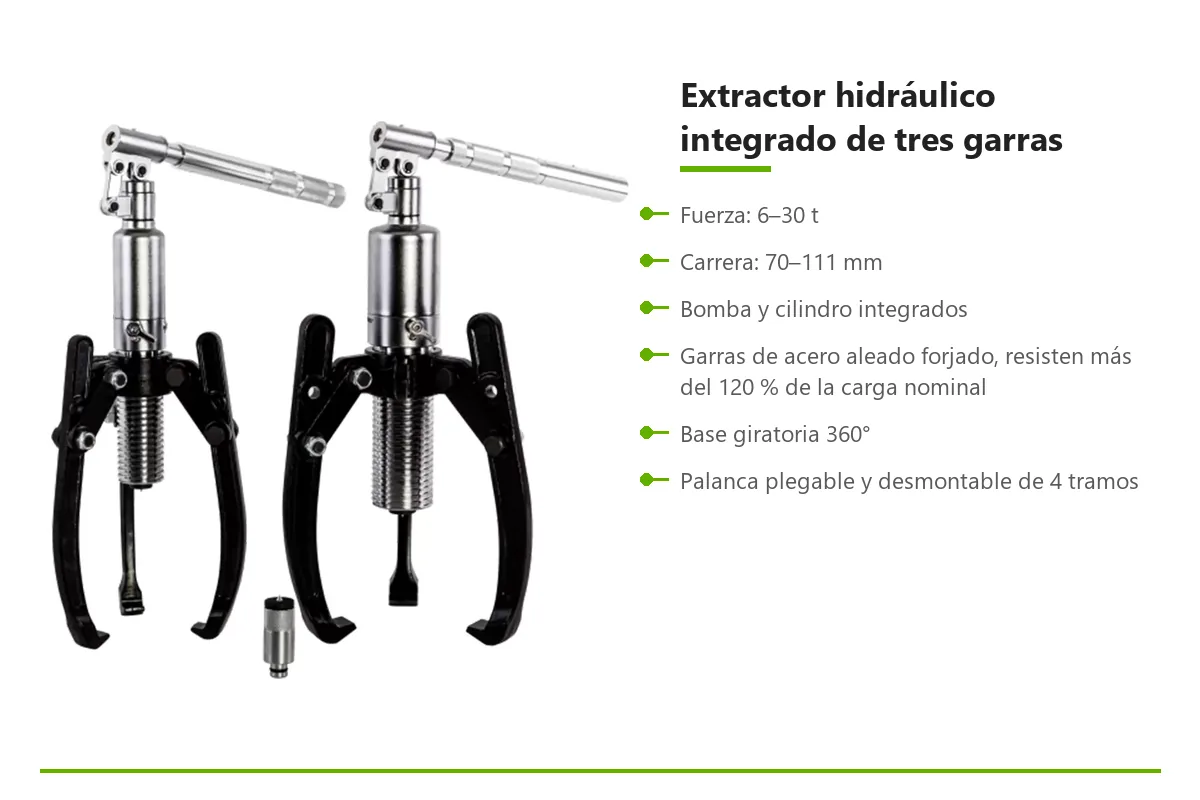 Extractor hidráulico
integrado de tres garras
Fuerza: 6–30 t
Carrera: 70–111 mm
Bomba y cilindro integrados
Garras de acero aleado forjado, resisten más
del 120 % de la carga nominal
Base giratoria 360°
Palanca plegable y desmontable de 4 tramos